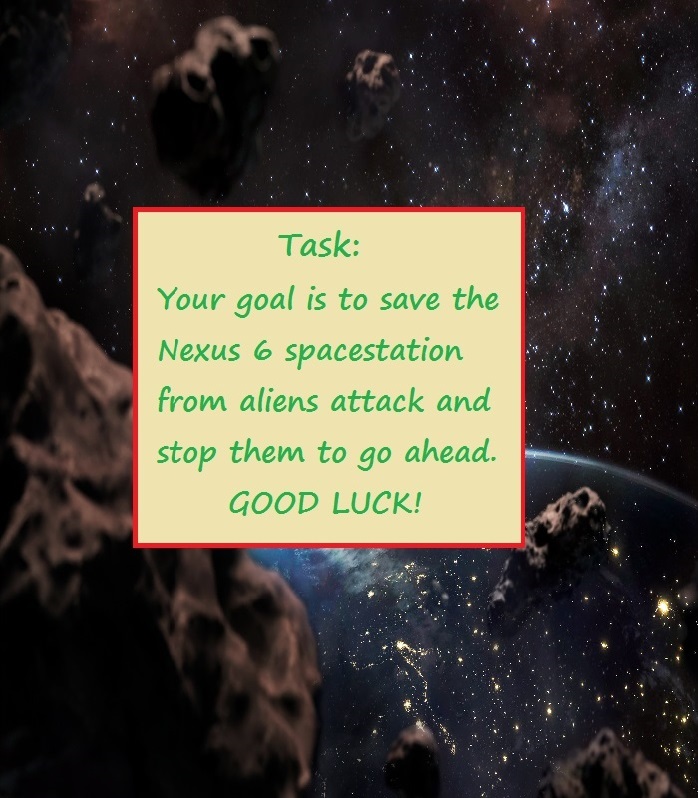 Task:
Your goal is to save the
Nexus 6 spacestation
from aliens attack and
stop them to go ahead.
GOOD LUCK!